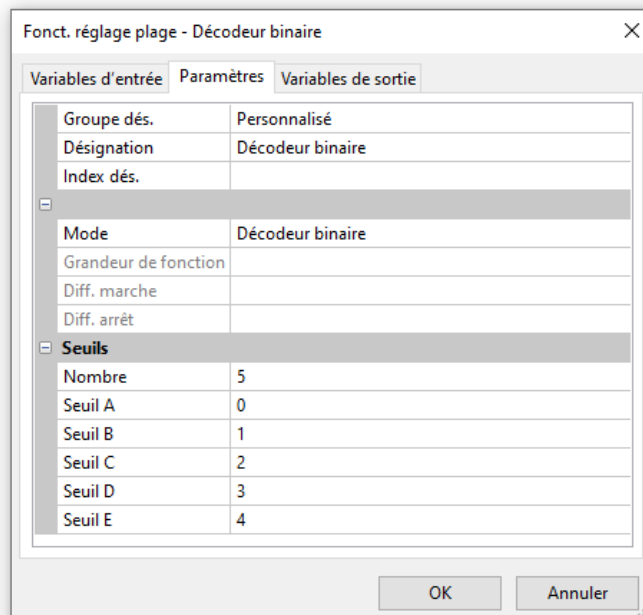 Fonct. réglage plage - Décodeur binaire
Variables d'entrée Paramètres Variables de sortie
Groupe dés. Personnalisé
Désignation Décodeur binaire
Index dés.
Mode Décodeur binaire
Grandeur de fonction
Diff. marche
Diff. arrêt
Seuils
Nombre 5
Seuil A 0
Seuil B 1
Seuil C 2
Seuil D 3
Seuil E 4
OK Annuler